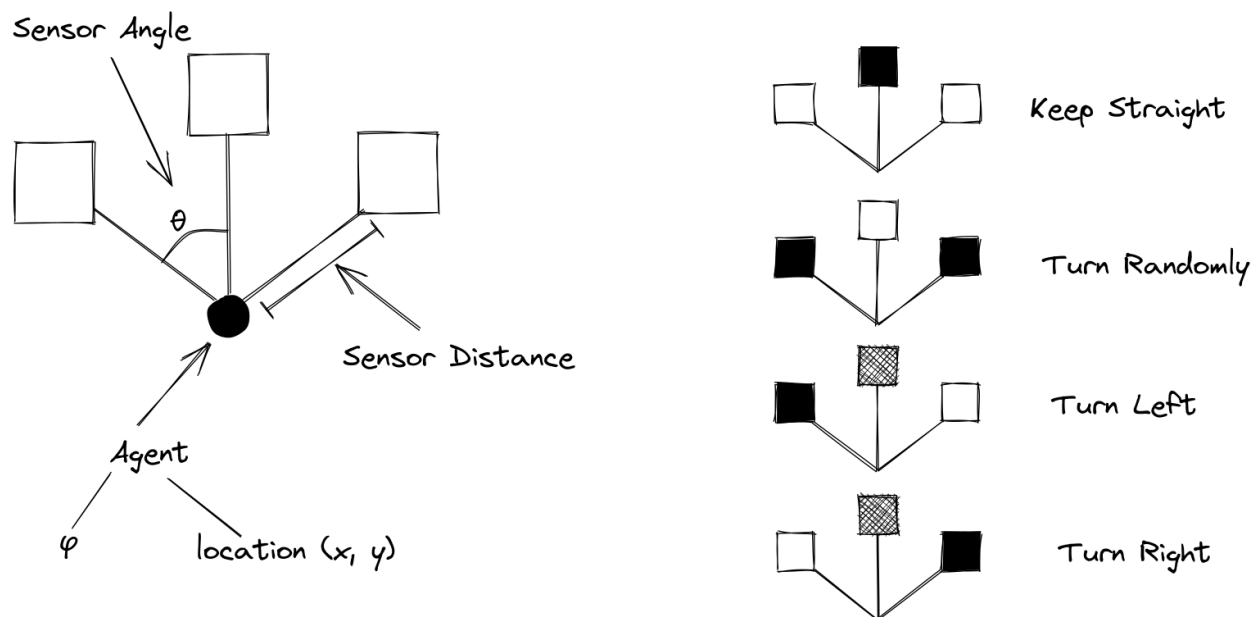 Sensor Angle
θ
Sensor Distance
Agent
φ
location (x, y)
Keep Straight
Turn Randomly
Turn Left
Turn Right